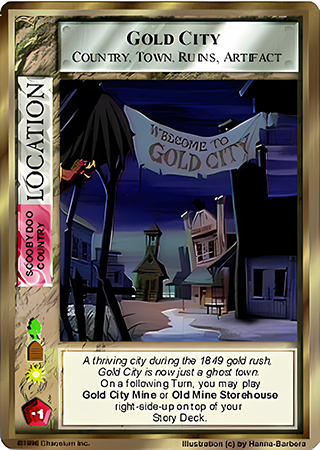 GOLD CITY
COUNTRY, TOWN, RUINS, ARTIFACT
LOCATION
SCOOBYDOO
COUNTRY
WELCOME TO
GOLD CITY
A thriving city during the 1849 gold rush,
Gold City is now just a ghost town.
On a following Turn, you may play
Gold City Mine or Old Mine Storehouse
right-side-up on top of your
Story Deck.
-1
©1996 Chaosium Inc.
Illustration (c) by Hanna-Barbera